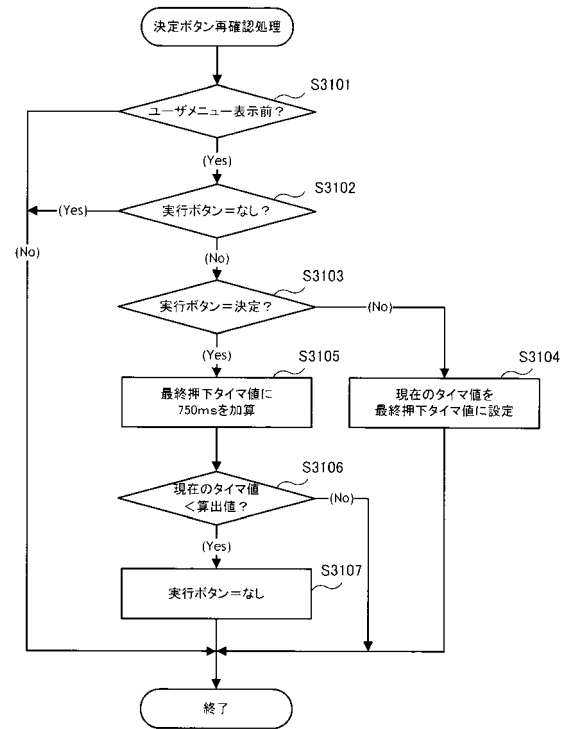 決定ボタン再確認処理
S3101
ユーザメニュー表示前？
(Yes)
S3102
実行ボタン＝なし？
(Yes)
(No)
(No)
S3103
実行ボタン＝決定？
(No)
(Yes)
S3105
S3104
最終押下タイマ値に
750msを加算
現在のタイマ値を
最終押下タイマ値に設定
S3106
現在のタイマ値
＜算出値？
(No)
(Yes)
S3107
実行ボタン＝なし
終了